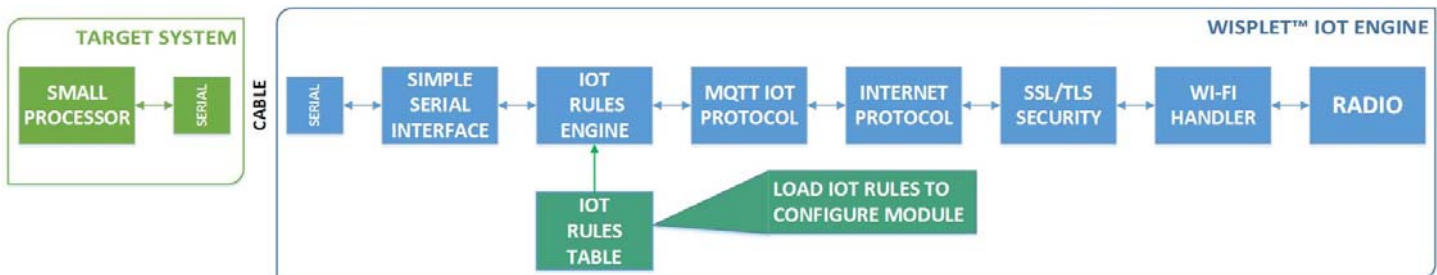 TARGET SYSTEM
SMALL
PROCESSOR
SERIAL
CABLE
WISPLET™ IOT ENGINE
SERIAL
SIMPLE
SERIAL
INTERFACE
IOT
RULES
ENGINE
MQTT IOT
PROTOCOL
INTERNET
PROTOCOL
SSL/TLS
SECURITY
WI-FI
HANDLER
RADIO
IOT
RULES
TABLE
LOAD IOT RULES TO
CONFIGURE MODULE